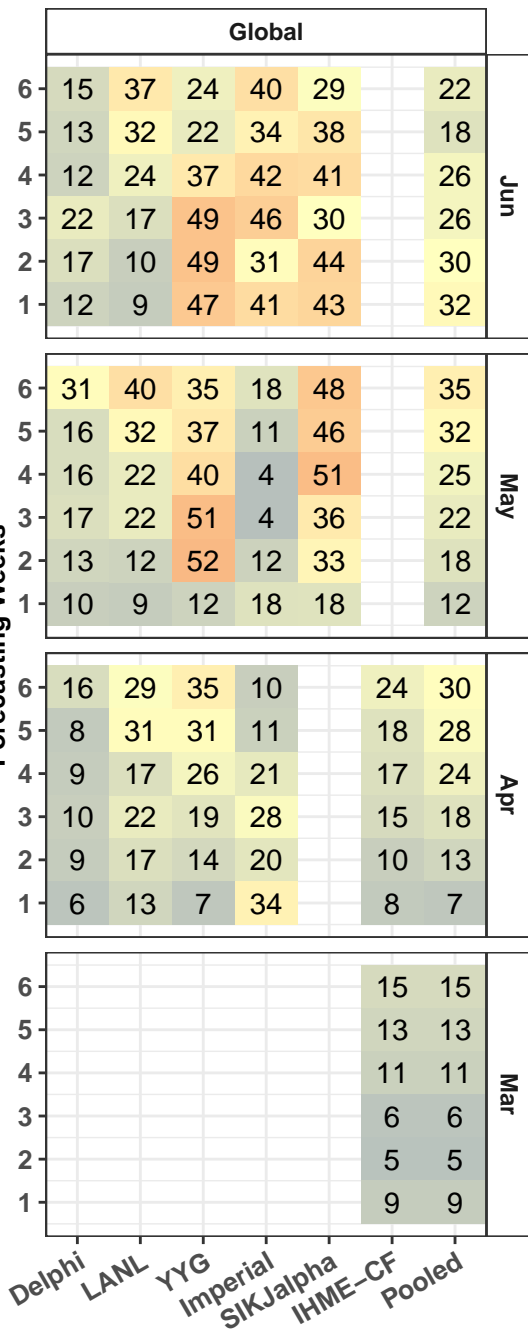 Global
6 15 37 24 40 29 22
5 13 32 22 34 38 18
4 12 24 37 42 41 26
3 22 17 49 46 30 26
2 17 10 49 31 44 30
1 12 9 47 41 43 32
Jun
6 31 40 35 18 48 35
5 16 32 37 11 46 32
4 16 22 40 4 51 25
3 17 22 51 4 36 22
2 13 12 52 12 33 18
1 10 9 12 18 18 12
May
Forecasting Weeks
6 16 29 35 10 24 30
5 8 31 31 11 18 28
4 9 17 26 21 17 24
3 10 22 19 28 15 18
2 9 17 14 20 10 13
1 6 13 7 34 8 7
Apr
6 15 15
5 13 13
4 11 11
3 6 6
2 5 5
1 9 9
Mar
Delphi
LANL
YYG
Imperial
SIKJalpha
IHME−CF
Pooled